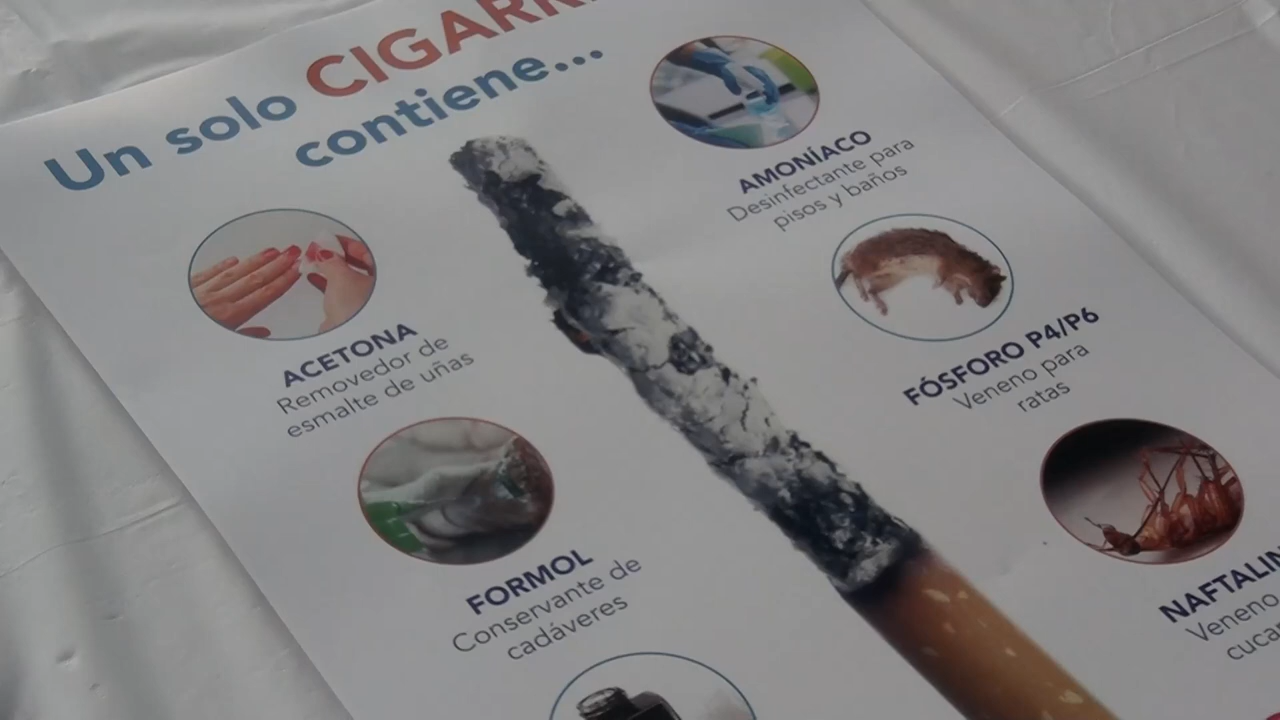 Un solo
contiene...
AMONÍACO
Desinfectante para
pisos y baños
ACETONA
Removedor de
esmalte de uñas
FÓSFORO P4/P6
Veneno para
ratas
FORMOL
Conservante de
cadáveres
Veneno